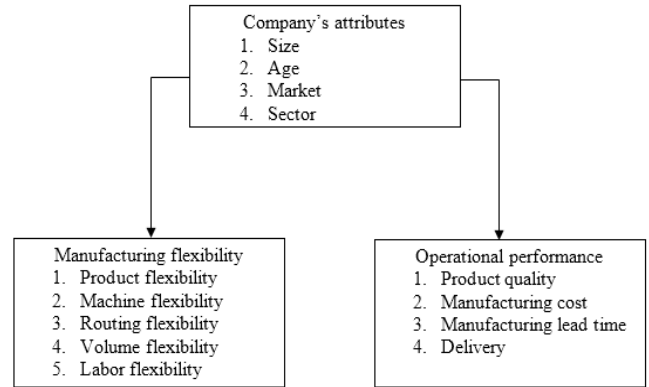 Company's attributes
1. Size
2. Age
3. Market
4. Sector
Manufacturing flexibility
1. Product flexibility
2. Machine flexibility
3. Routing flexibility
4. Volume flexibility
5. Labor flexibility
Operational performance
1. Product quality
2. Manufacturing cost
3. Manufacturing lead time
4. Delivery